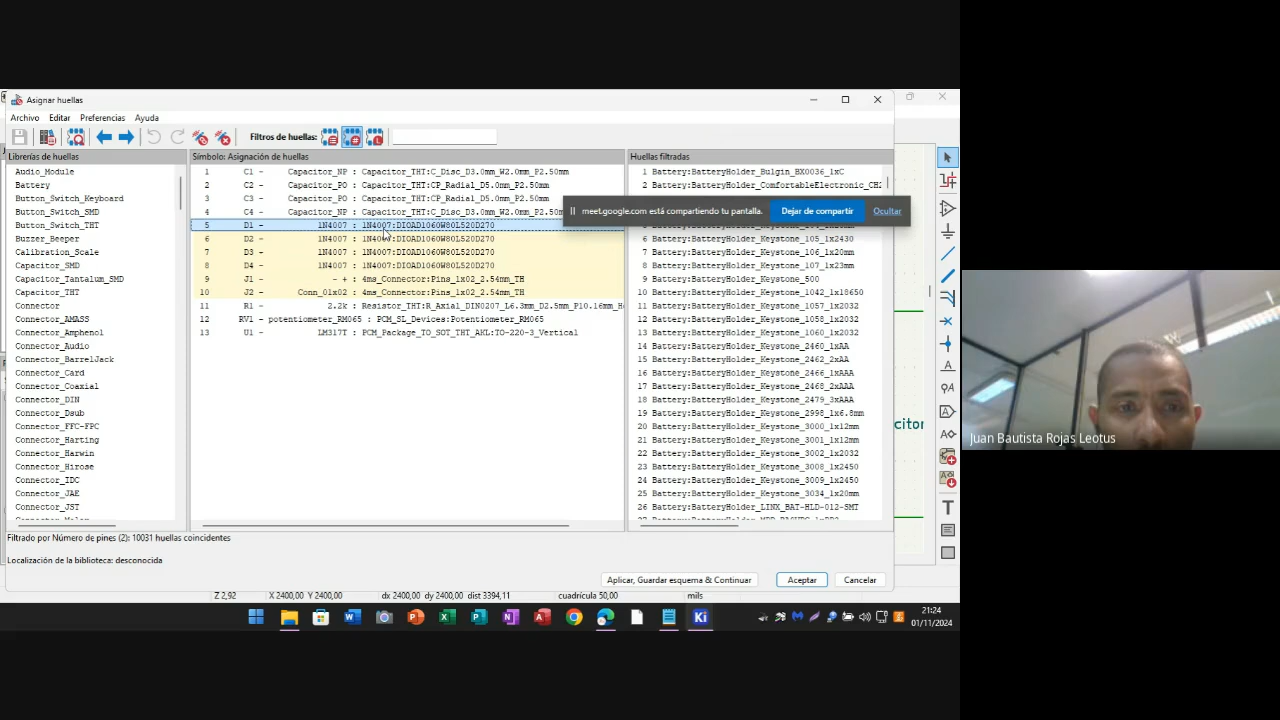 Asignar huellas
Archivo Editar Preferencias Ayuda
Filtros de huellas:
Librerías de huellas
Audio_Module
Battery
Button_Switch_Keyboard
Button_Switch_SMD
Button_Switch_THT
Buzzer_Beeper
Calibration_Scale
Capacitor_SMD
Capacitor_Tantalum_SMD
Capacitor_THT
Connector
Connector_AMASS
Connector_Amphenol
Connector_Audio
Connector_BarrelJack
Connector_Card
Connector_Coaxial
Connector_DIN
Connector_Dsub
Connector_FFC-FPC
Connector_Harting
Connector_Harwin
Connector_Hirose
Connector_IDC
Connector_JAE
Connector_JST
Símbolo: Asignación de huellas
1 C1 - Capacitor_NP : Capacitor_THT:C_Disc_D3.0mm_W2.0mm_P2.50mm
2 C2 - Capacitor_PO : Capacitor_THT:CP_Radial_D5.0mm_P2.50mm
3 C3 - Capacitor_PO : Capacitor_THT:CP_Radial_D5.0mm_P2.50mm
4 C4 - Capacitor_NP : Capacitor_THT:C_Disc_D3.0mm_W2.0mm_P2.50
5 D1 - 1N4007 : 1N4007:DIOAD1060W80L520D270
6 D2 - 1N4007 : 1N4007:DIOAD1060W80L520D270
7 D3 - 1N4007 : 1N4007:DIOAD1060W80L520D270
8 D4 - 1N4007 : 1N4007:DIOAD1060W80L520D270
9 J1 - - + : 4ms_Connector:Pins_1x02_2.54mm_TH
10 J2 - Conn_01x02 : 4ms_Connector:Pins_1x02_2.54mm_TH
11 R1 - 2.2k : Resistor_THT:R_Axial_DIN0207_L6.3mm_D2.5mm_P10.16mm_H
12 RV1 - potentiometer_RM065 : PCM_SL_Devices:Potentiometer_RM065
13 U1 - LM317T : PCM_Package_TO_SOT_THT_AKL:TO-220-3_Vertical
Huellas filtradas
1 Battery:BatteryHolder_Bulgin_BX0036_1xC
2 Battery:BatteryHolder_ComfortableElectronic_CH2
meet.google.com está compartiendo tu pantalla. Dejar de compartir Ocultar
6 Battery:BatteryHolder_Keystone_105_1x2430
7 Battery:BatteryHolder_Keystone_106_1x20mm
8 Battery:BatteryHolder_Keystone_107_1x23mm
9 Battery:BatteryHolder_Keystone_500
10 Battery:BatteryHolder_Keystone_1042_1x18650
11 Battery:BatteryHolder_Keystone_1057_1x2032
12 Battery:BatteryHolder_Keystone_1058_1x2032
13 Battery:BatteryHolder_Keystone_1060_1x2032
14 Battery:BatteryHolder_Keystone_2460_1xAA
15 Battery:BatteryHolder_Keystone_2462_2xAA
16 Battery:BatteryHolder_Keystone_2466_1xAAA
17 Battery:BatteryHolder_Keystone_2468_2xAAA
18 Battery:BatteryHolder_Keystone_2479_3xAAA
19 Battery:BatteryHolder_Keystone_2998_1x6.8mm
20 Battery:BatteryHolder_Keystone_3000_1x12mm
21 Battery:BatteryHolder_Keystone_3001_1x12mm
22 Battery:BatteryHolder_Keystone_3002_1x2032
23 Battery:BatteryHolder_Keystone_3008_1x2450
24 Battery:BatteryHolder_Keystone_3009_1x2450
25 Battery:BatteryHolder_Keystone_3034_1x20mm
26 Battery:BatteryHolder_LINX_BAT-HLD-012-SMT
citor
Filtrado por Número de pines (2): 10031 huellas coincidentes
Localización de la biblioteca: desconocida
Aplicar, Guardar esquema & Continuar Aceptar Cancelar
Z 2,92 X 2400,00 Y 2400,00 dx 2400,00 dy 2400,00 dist 3394,11 cuadrícula 50,00 mils
Ki
21:24
01/11/2024
Juan Bautista Rojas Leotus